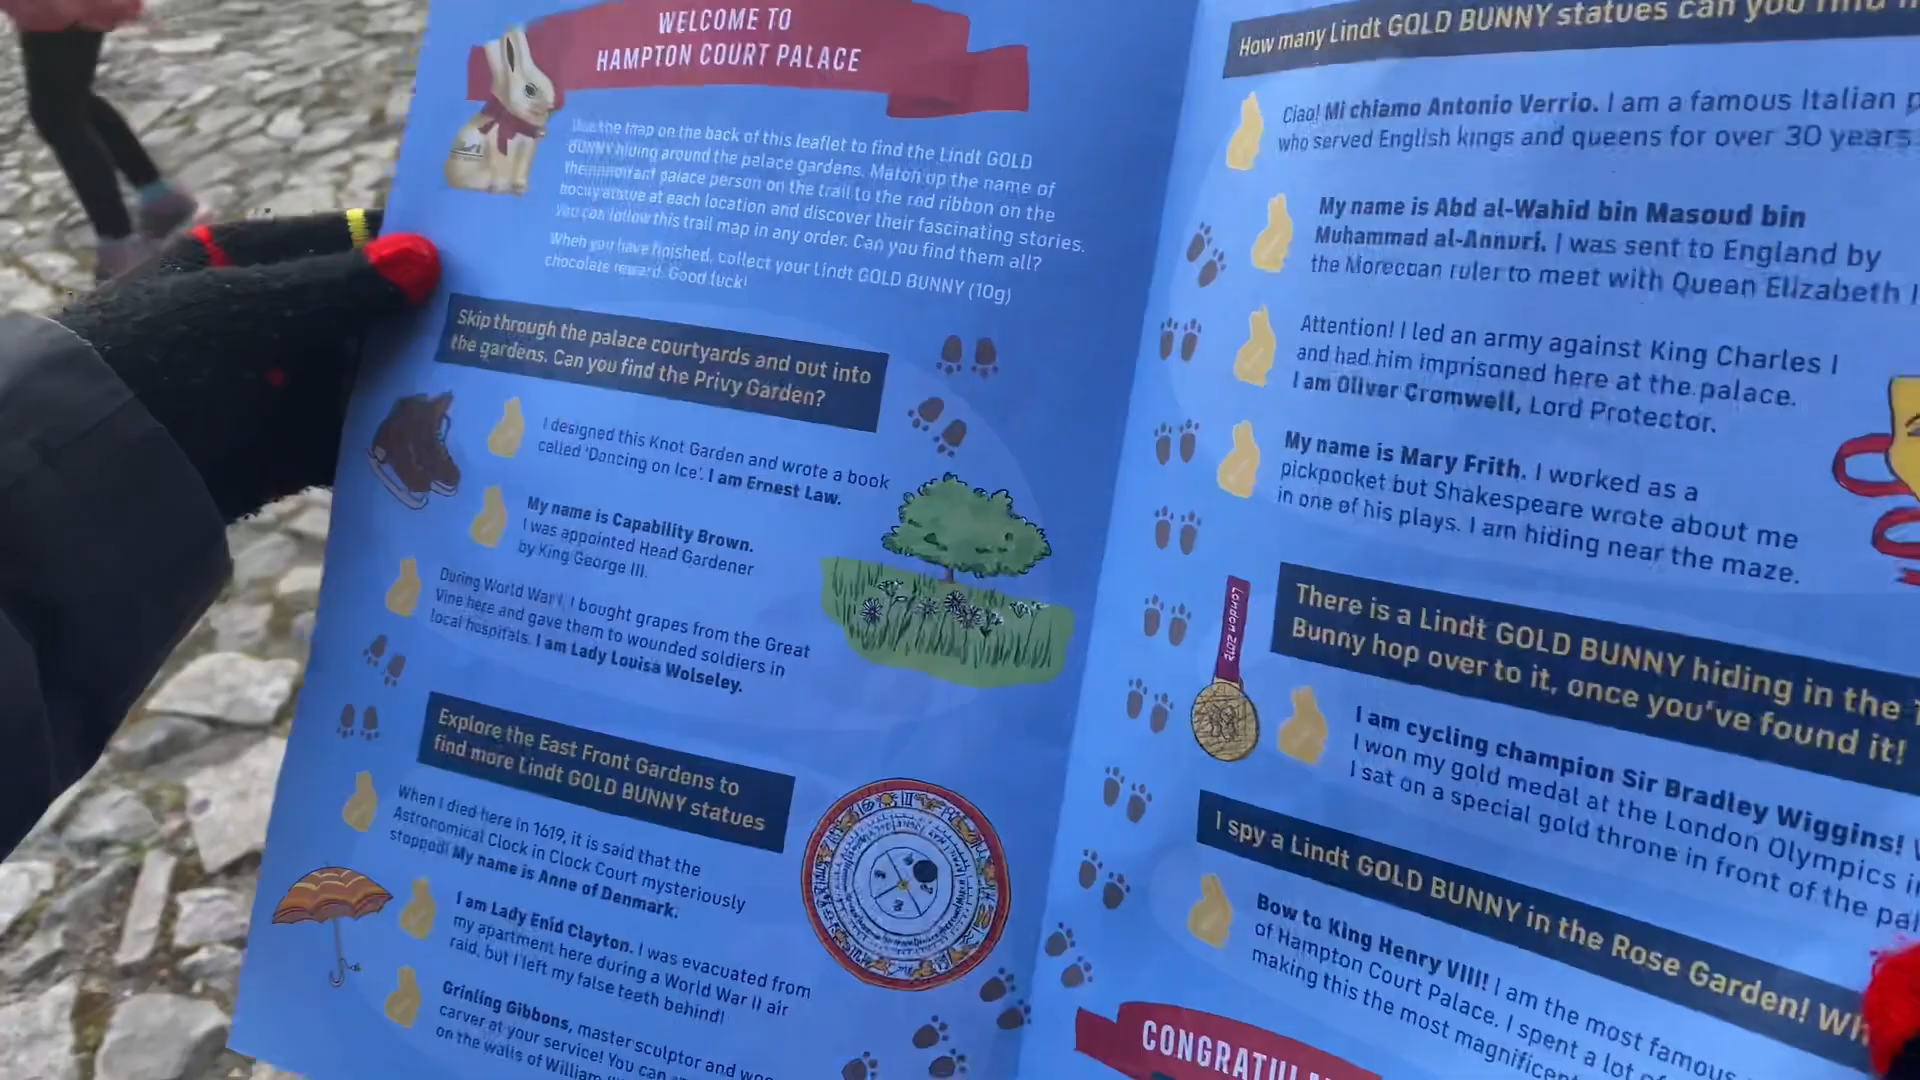 WELCOME TO
HAMPTON COURT PALACE
Use the map on the back of this leaflet to find the Lindt GOLD
BUNNY hiding around the palace gardens. Match up the name of
the important palace person on the trail to the red ribbon on the
bunny statue at each location and discover their fascinating stories.
You can follow this trail map in any order. Can you find them all?
When you have finished, collect your Lindt GOLD BUNNY (10g)
chocolate reward. Good luck!
Skip through the palace courtyards and out into
the gardens. Can you find the Privy Garden?
I designed this Knot Garden and wrote a book
called 'Dancing on Ice'. I am Ernest Law.
My name is Capability Brown.
I was appointed Head Gardener
by King George III.
During World War I, I bought grapes from the Great
Vine here and gave them to wounded soldiers in
local hospitals. I am Lady Louisa Wolseley.
Explore the East Front Gardens to
find more Lindt GOLD BUNNY statues
When I died here in 1619, it is said that the
Astronomical Clock in Clock Court mysteriously
stopped! My name is Anne of Denmark.
I am Lady Enid Clayton. I was evacuated from
my apartment here during a World War II air
raid, but I left my false teeth behind!
Grinling Gibbons, master sculptor and
carver at your service! You can
on the walls of William
How many Lindt GOLD BUNNY statues can you find
Ciao! Mi chiamo Antonio Verrio. I am a famous Italian
who served English kings and queens for over 30 years.
My name is Abd al-Wahid bin Masoud bin
Muhammad al-Annuri. I was sent to England by
the Moroccan ruler to meet with Queen Elizabeth I
Attention! I led an army against King Charles I
and had him imprisoned here at the palace.
I am Oliver Cromwell, Lord Protector.
My name is Mary Frith. I worked as a
pickpocket but Shakespeare wrote about me
in one of his plays. I am hiding near the maze.
London 2012
There is a Lindt GOLD BUNNY hiding in the
Bunny hop over to it, once you've found it!
I am cycling champion Sir Bradley Wiggins!
I won my gold medal at the London Olympics in
I sat on a special gold throne in front of the
I spy a Lindt GOLD BUNNY in the Rose Garden!
Bow to King Henry VIII! I am the most famous
of Hampton Court Palace. I spent a lot of
making this the most